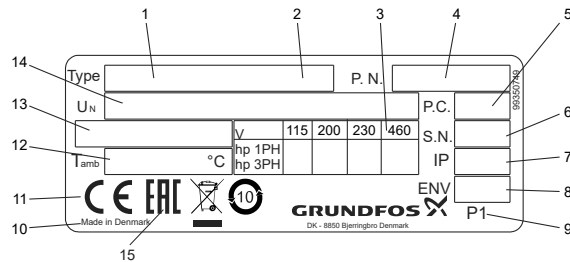 1 2 3 4 5
14 Type P. N.
UN P.C. 99350749
13 V 115 200 230 460 S.N. 6
12 Tamb °C hp 1PH IP 7
hp 3PH
11 CE EAC 10 ENV 8
GRUNDFOS P1 9
10 Made in Denmark DK - 8850 Bjerringbro Denmark
15